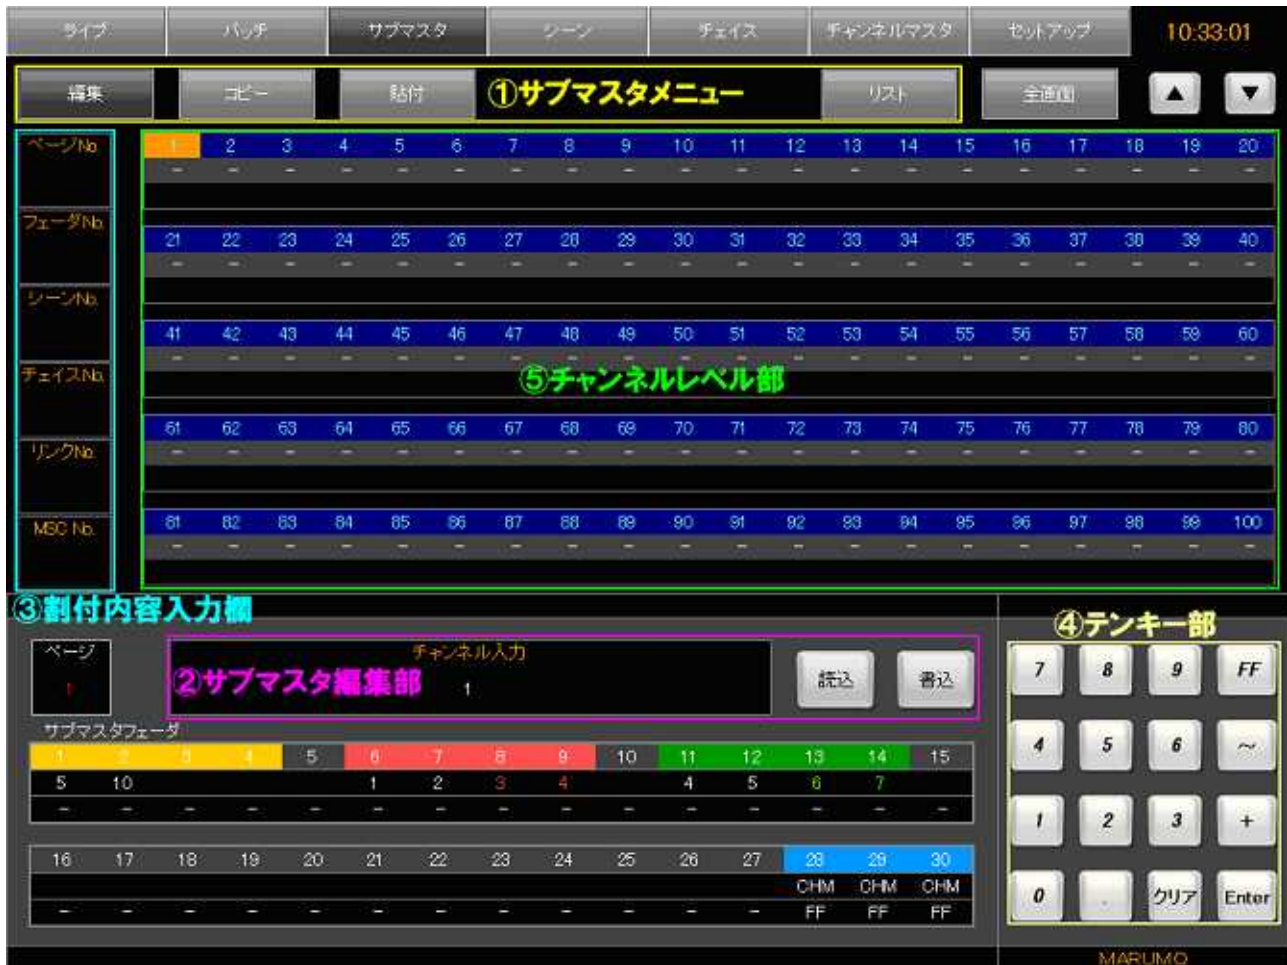 ライブ パッチ サブマスタ シーン チェイス チャンネルマスタ セットアップ 10:33:01
編集 コピー 貼付 ①サブマスタメニュー リスト 全画面 ▲ ▼
ページNo. 1 2 3 4 5 6 7 8 9 10 11 12 13 14 15 16 17 18 19 20
- - - - - - - - - - - - - - - - - - - -
フェーダNo. 21 22 23 24 25 26 27 28 29 30 31 32 33 34 35 36 37 38 39 40
- - - - - - - - - - - - - - - - - - - -
シーンNo.
41 42 43 44 45 46 47 48 49 50 51 52 53 54 55 56 57 58 59 60
- - - - - - - - - - - - - - - - - - - -
チェイスNo. ⑤チャンネルレベル部
61 62 63 64 65 66 67 68 69 70 71 72 73 74 75 76 77 78 79 80
リンクNo. - - - - - - - - - - - - - - - - - - - -
MSC No. 81 82 83 84 85 86 87 88 89 90 91 92 93 94 95 96 97 98 99 100
- - - - - - - - - - - - - - - - - - - -
③割付内容入力欄
④テンキー部
ページ チャンネル入力
1 ②サブマスタ編集部 1 読込 書込
7 8 9 FF
サブマスタフェーダ
1 2 3 4 5 6 7 8 9 10 11 12 13 14 15
5 10 1 2 3 4 4 5 6 7
- - - - - - - - - - - - - - -
4 5 6 ～
1 2 3 +
16 17 18 19 20 21 22 23 24 25 26 27 28 29 30
CHM CHM CHM
- - - - - - - - - - - - FF FF FF
0 . クリア Enter
MARUMO